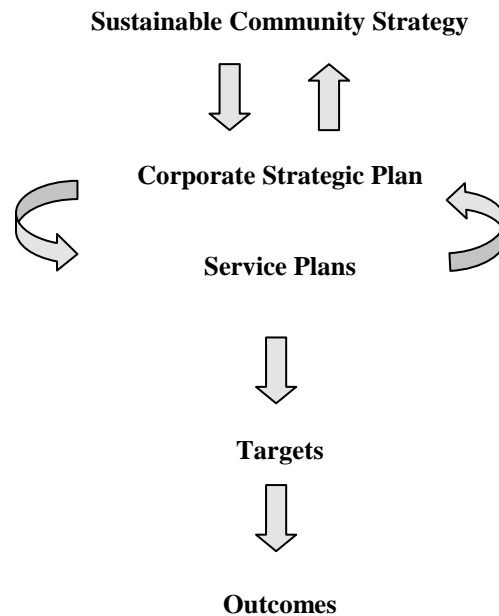 Sustainable Community Strategy
Corporate Strategic Plan
Service Plans
Targets
Outcomes